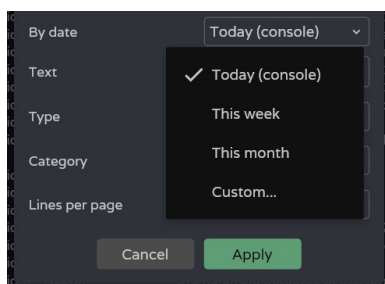 By date Today (console)
Text Today (console)
Type This week
Category This month
Lines per page Custom...
Cancel Apply